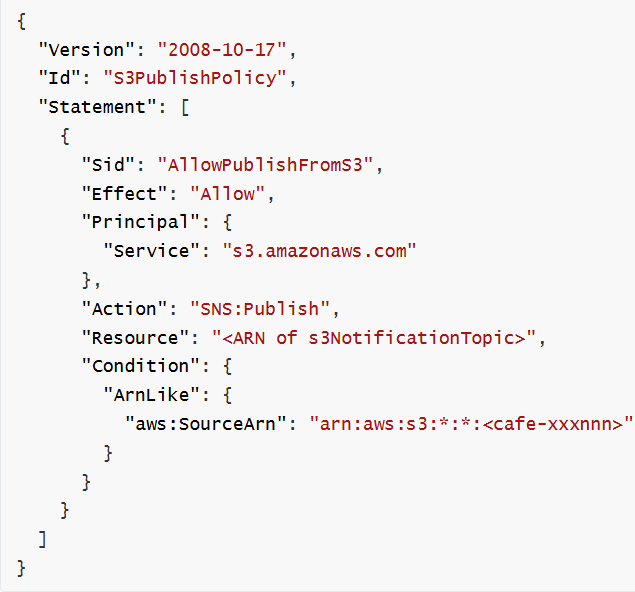 {
  "Version": "2008-10-17",
  "Id": "S3PublishPolicy",
  "Statement": [
    {
      "Sid": "AllowPublishFromS3",
      "Effect": "Allow",
      "Principal": {
        "Service": "s3.amazonaws.com"
      },
      "Action": "SNS:Publish",
      "Resource": "<ARN of s3NotificationTopic>",
      "Condition": {
        "ArnLike": {
          "aws:SourceArn": "arn:aws:s3:*:*:<cafe-xxxnnn>"
        }
      }
    }
  ]
}